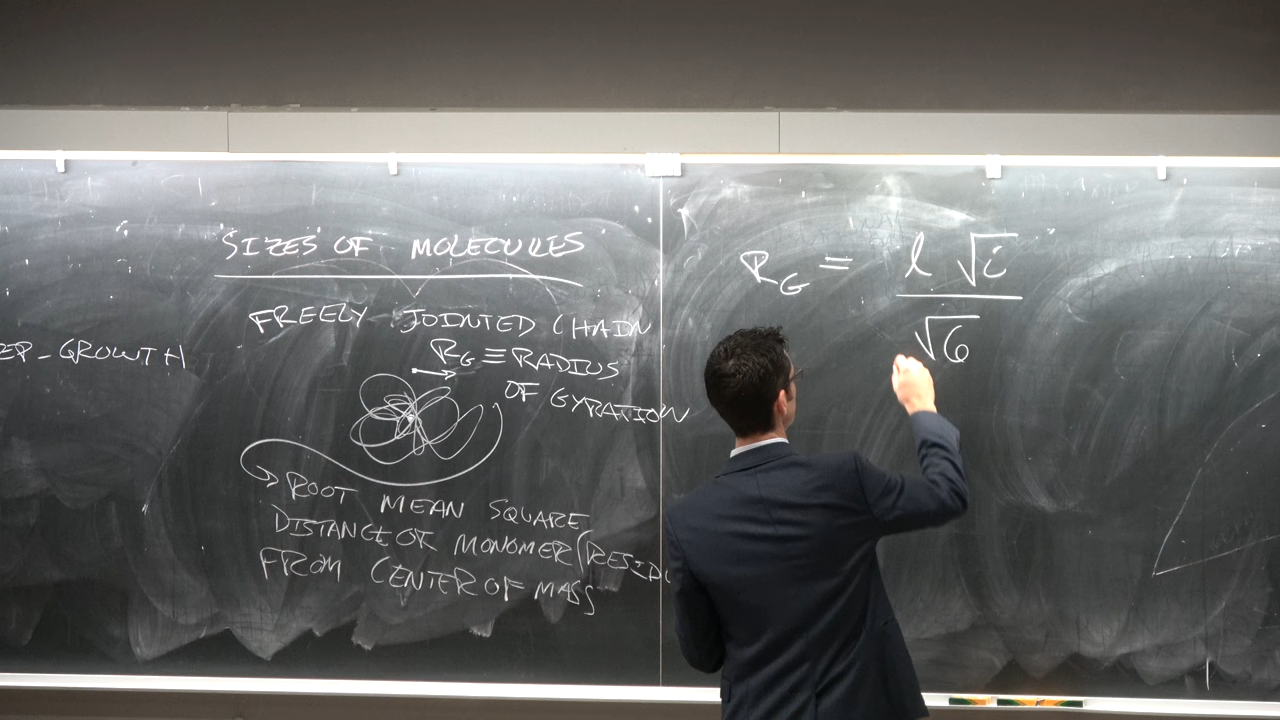 SIZES OF MOLECULES
FREELY JOINTED CHAIN
R_G ≡ RADIUS
OF GYRATION
ROOT MEAN SQUARE
DISTANCE OF MONOMER (RESID
FROM CENTER OF MASS
EP-GROWTH
R_G = l √i / √6